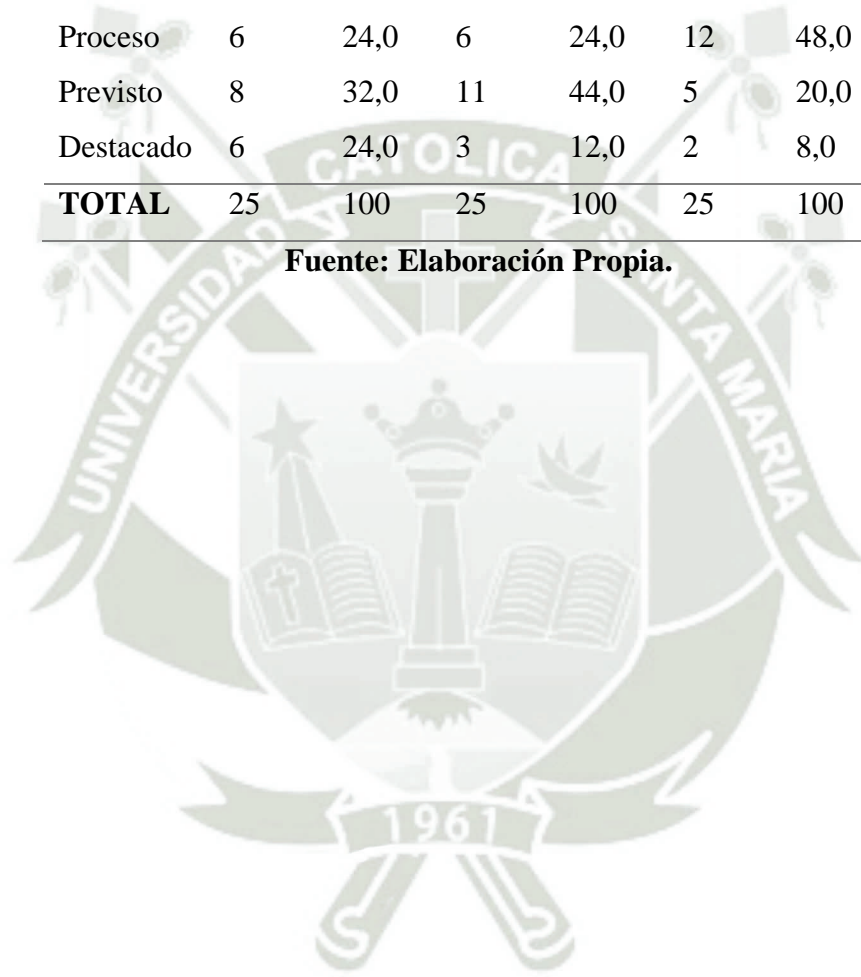 Proceso 6 24,0 6 24,0 12 48,0
Previsto 8 32,0 11 44,0 5 20,0
Destacado 6 24,0 3 12,0 2 8,0
TOTAL 25 100 25 100 25 100
Fuente: Elaboración Propia.
UNIVERSIDAD CATOLICA SANTA MARIA
1961